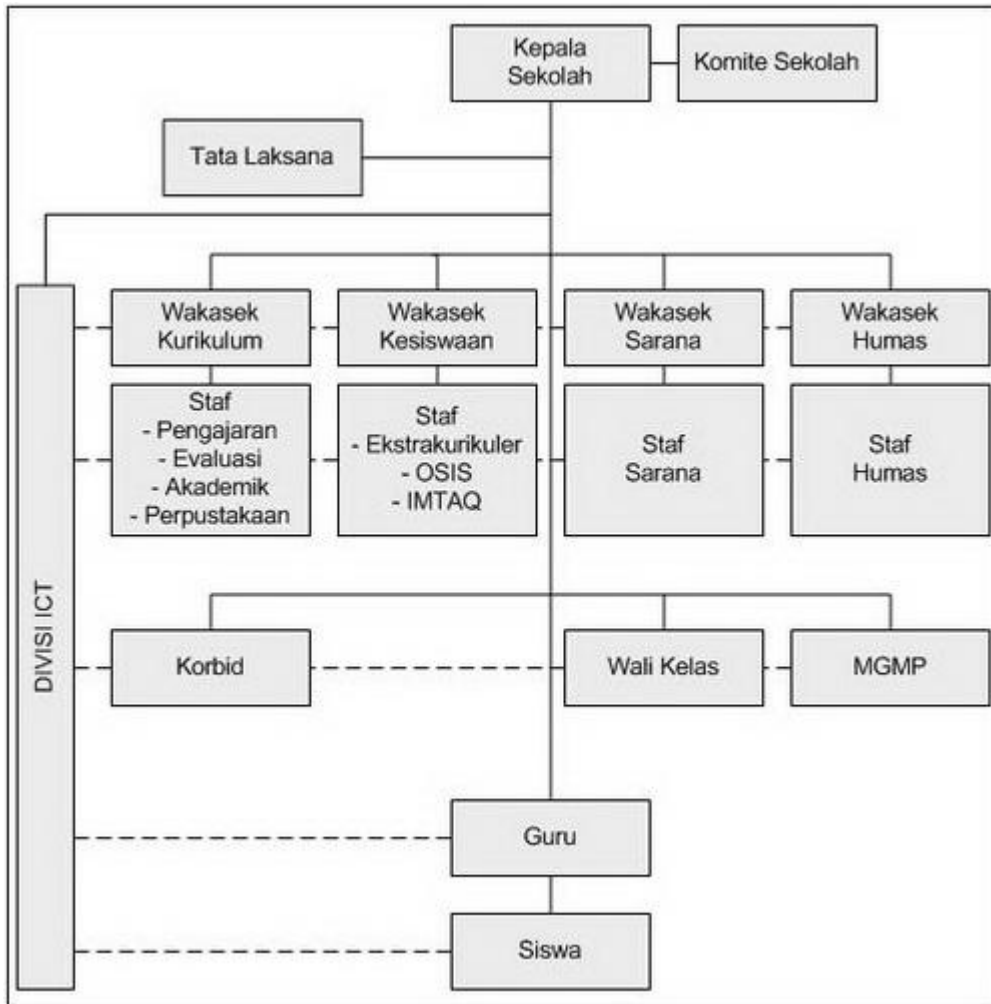 Kepala
Sekolah
Komite Sekolah
Tata Laksana
DIVISI ICT
Wakasek
Kurikulum
Wakasek
Kesiswaan
Wakasek
Sarana
Wakasek
Humas
Staf
- Pengajaran
- Evaluasi
- Akademik
- Perpustakaan
Staf
- Ekstrakurikuler
- OSIS
- IMTAQ
Staf
Sarana
Staf
Humas
Korbid
Wali Kelas
MGMP
Guru
Siswa